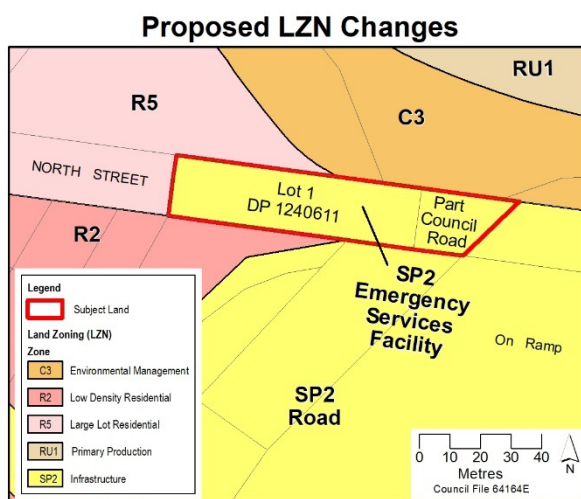 Proposed LZN Changes
RU1
R5
C3
NORTH STREET
Lot 1
DP 1240611
Part
Council
Road
R2
SP2
Emergency
Services
Facility
On Ramp
SP2
Road
Legend
Subject Land
Land Zoning (LZN)
Zone
C3 Environmental Management
R2 Low Density Residential
R5 Large Lot Residential
RU1 Primary Production
SP2 Infrastructure
0 10 20 30 40
Metres
N
Council File 64164E